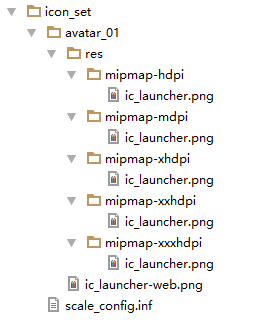 icon_set
avatar_01
res
mipmap-hdpi
ic_launcher.png
mipmap-mdpi
ic_launcher.png
mipmap-xhdpi
ic_launcher.png
mipmap-xxhdpi
ic_launcher.png
mipmap-xxxhdpi
ic_launcher.png
ic_launcher-web.png
scale_config.inf